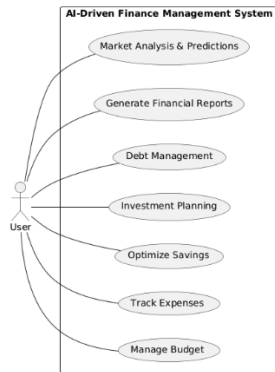 AI-Driven Finance Management System
Market Analysis & Predictions
Generate Financial Reports
Debt Management
Investment Planning
User
Optimize Savings
Track Expenses
Manage Budget